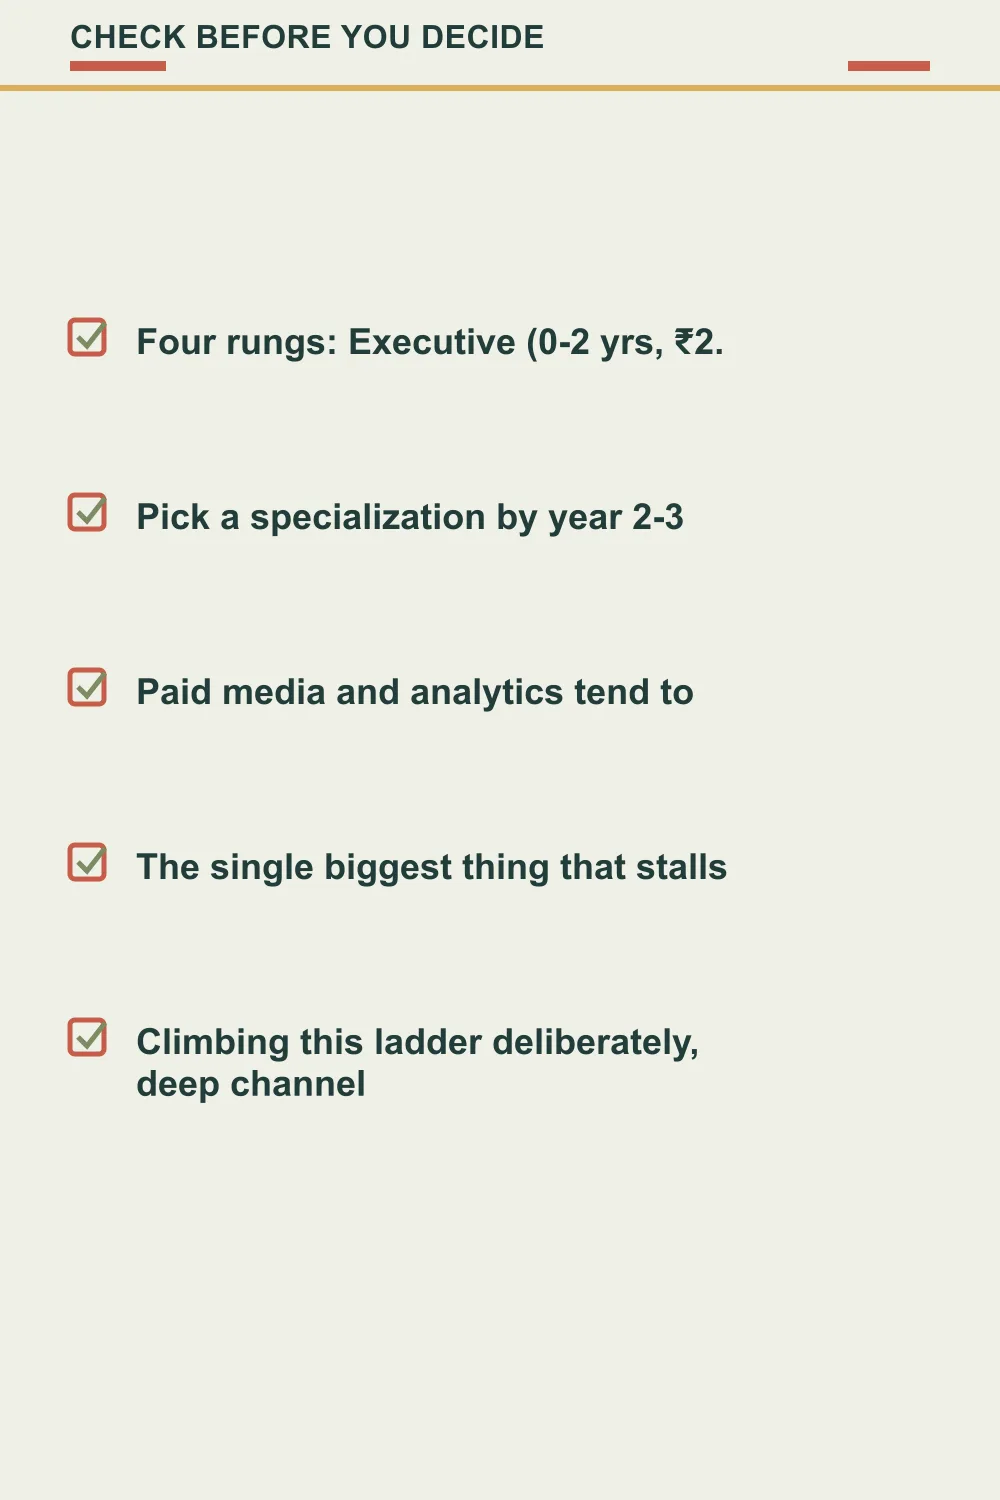 CHECK BEFORE YOU DECIDE
Four rungs: Executive (0-2 yrs, ₹2.
Pick a specialization by year 2-3
Paid media and analytics tend to
The single biggest thing that stalls
Climbing this ladder deliberately,
deep channel